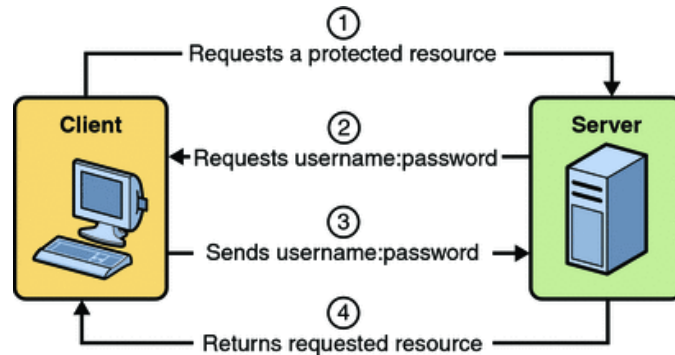 1
Requests a protected resource
Client
Server
2
Requests username:password
3
Sends username:password
4
Returns requested resource